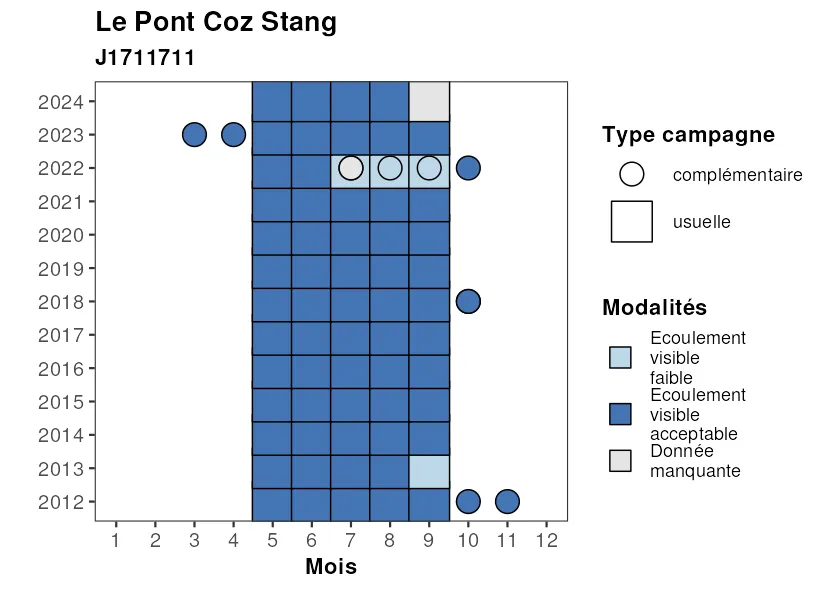 Le Pont Coz Stang
J1711711
2024
2023
2022
2021
2020
2019
2018
2017
2016
2015
2014
2013
2012
1 2 3 4 5 6 7 8 9 10 11 12
Mois
Type campagne
complémentaire
usuelle
Modalités
Ecoulement
visible
faible
Ecoulement
visible
acceptable
Donnée
manquante